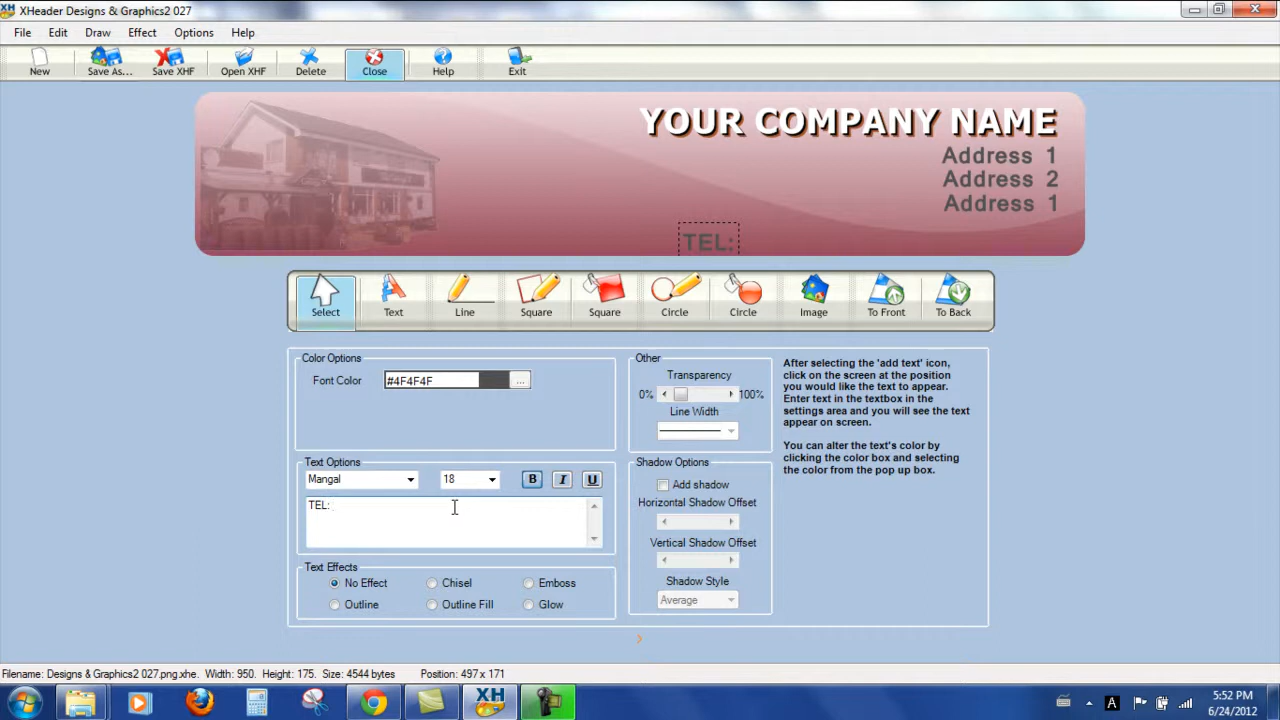 XHeader Designs & Graphics2 027
File Edit Draw Effect Options Help
New Save As... Save XHF Open XHF Delete Close Help Exit
YOUR COMPANY NAME
Address 1
Address 2
Address 1
TEL:
Select Text Line Square Square Circle Circle Image To Front To Back
Color Options
Font Color #4F4F4F ...
Other
Transparency
0% 100%
Line Width
After selecting the 'add text' icon,
click on the screen at the position
you would like the text to appear.
Enter text in the textbox in the
settings area and you will see the text
appear on screen.
You can alter the text's color by
clicking the color box and selecting
the color from the pop up box.
Text Options
Mangal 18 B I U
TEL:
Shadow Options
Add shadow
Horizontal Shadow Offset
Vertical Shadow Offset
Shadow Style
Average
Text Effects
No Effect Chisel Emboss
Outline Outline Fill Glow
Filename: Designs & Graphics2 027.png.xhe. Width: 950. Height: 175. Size: 4544 bytes Position: 497 x 171
XH
A
5:52 PM
6/24/2012